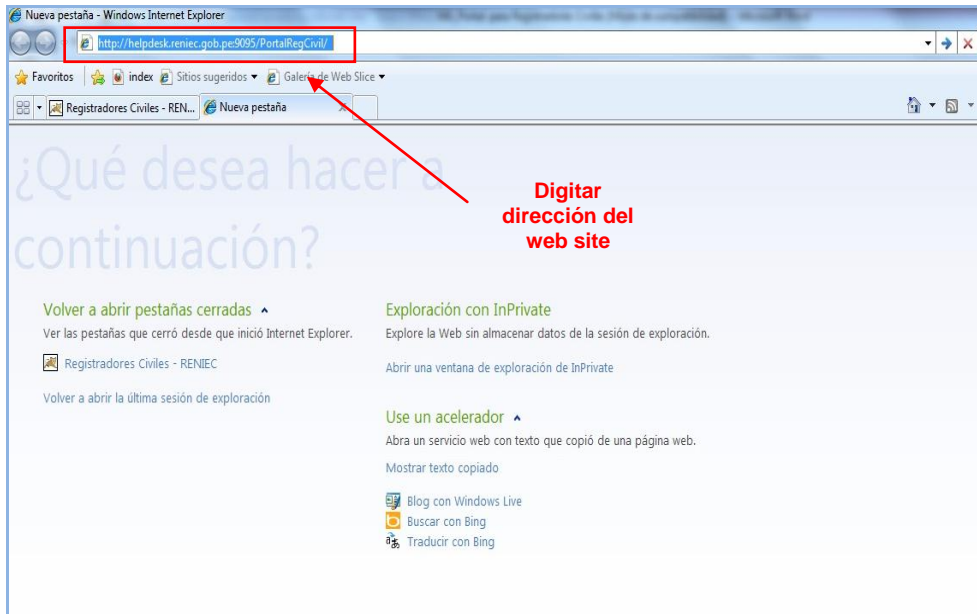 Nueva pestaña - Windows Internet Explorer
http://helpdesk.reniec.gob.pe:9095/PortalRegCivil/
Favoritos index Sitios sugeridos Galería de Web Slice
Registradores Civiles - REN... Nueva pestaña
¿Qué desea hacer a
continuación?
Digitar
dirección del
web site
Volver a abrir pestañas cerradas
Ver las pestañas que cerró desde que inició Internet Explorer.
Registradores Civiles - RENIEC
Volver a abrir la última sesión de exploración
Exploración con InPrivate
Explore la Web sin almacenar datos de la sesión de exploración.
Abrir una ventana de exploración de InPrivate
Use un acelerador
Abra un servicio web con texto que copió de una página web.
Mostrar texto copiado
Blog con Windows Live
Buscar con Bing
Traducir con Bing